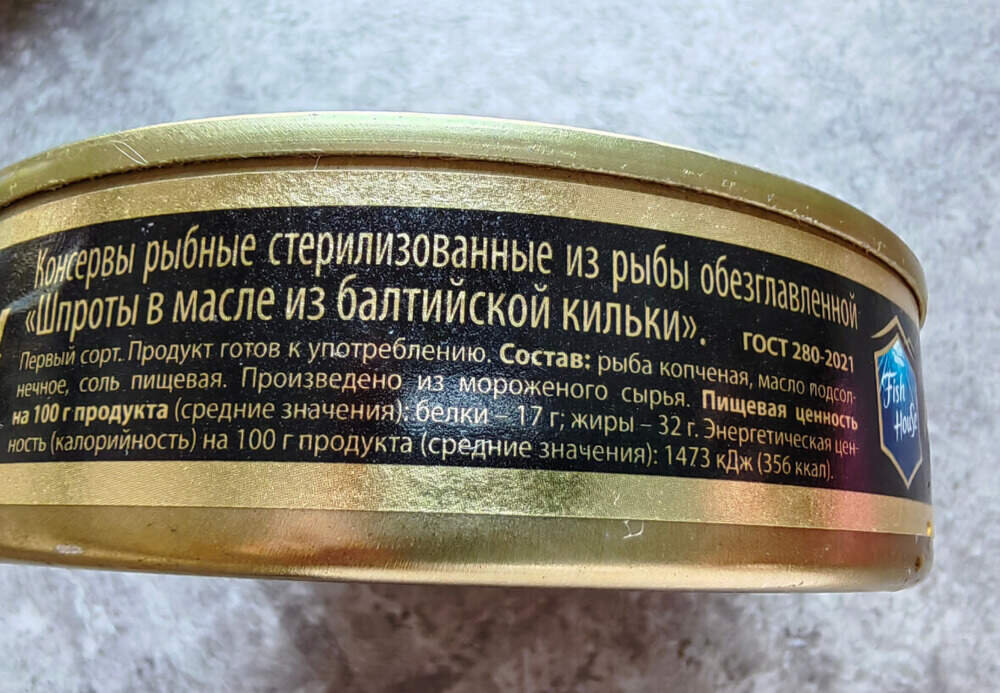 Консервы рыбные стерилизованные из рыбы обезглавленной
«Шпроты в масле из балтийской кильки».
ГОСТ 280-2021
Первый сорт. Продукт готов к употреблению. Состав: рыба копченая, масло подсол-
нечное, соль пищевая. Произведено из мороженого сырья. Пищевая ценность
на 100 г продукта (средние значения): белки – 17 г; жиры – 32 г. Энергетическая цен-
ность (калорийность) на 100 г продукта (средние значения): 1473 кДж (356 ккал).
Fish
House